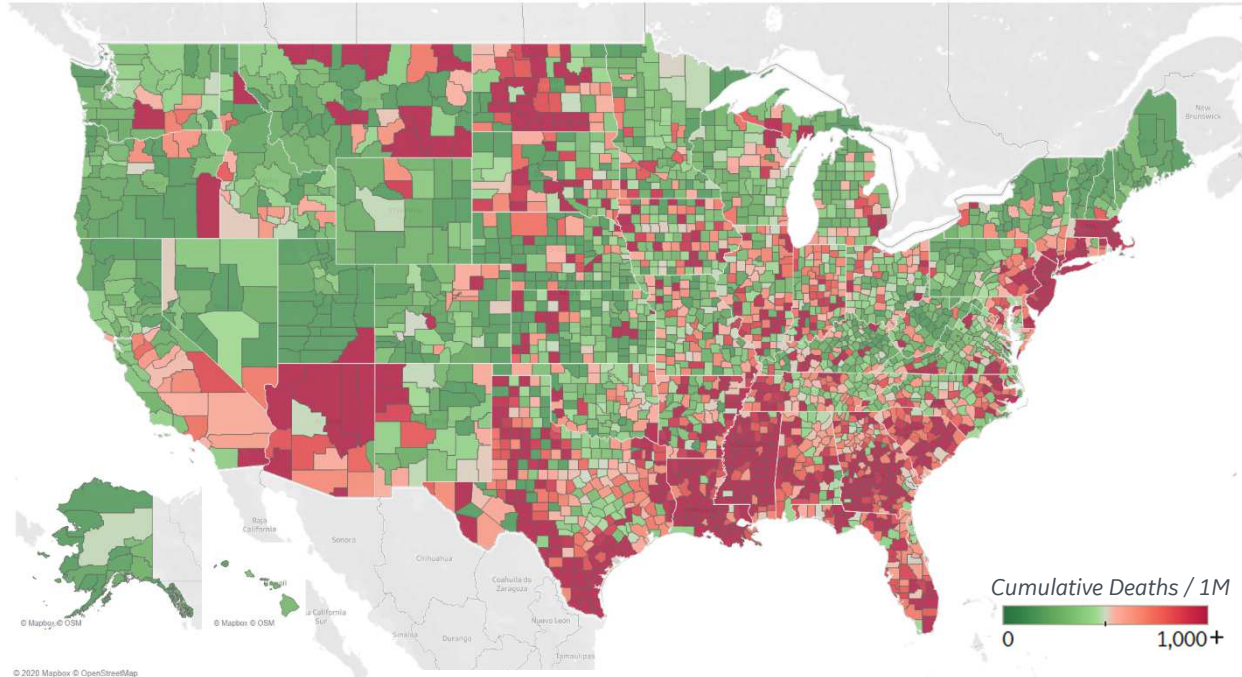 New
Brunswick
Baja
California
Sonora
Chihuahua
Coahuila de
Zaragoza
Nuevo León
Tamaulipas
Sinaloa
Durango
a California
Sur
© Mapbox © OSM
© Mapbox © OSM
Cumulative Deaths / 1M
0
1,000+
© 2020 Mapbox © OpenStreetMap